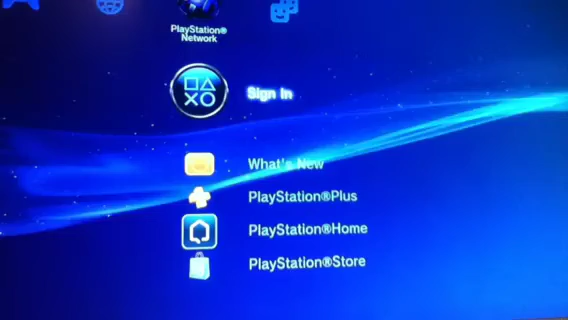 PlayStation®
Network
Sign In
What's New
PlayStation®Plus
PlayStation®Home
PlayStation®Store